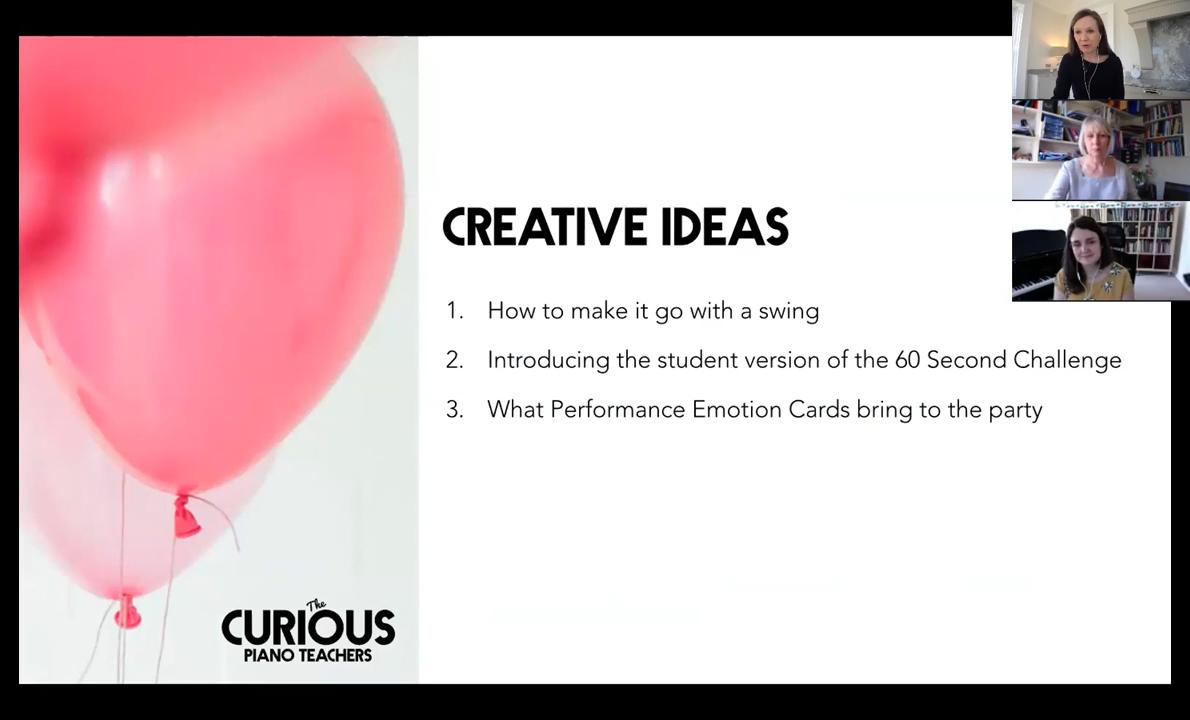 CREATIVE IDEAS
1. How to make it go with a swing
2. Introducing the student version of the 60 Second Challenge
3. What Performance Emotion Cards bring to the party
The
CURIOUS
PIANO TEACHERS